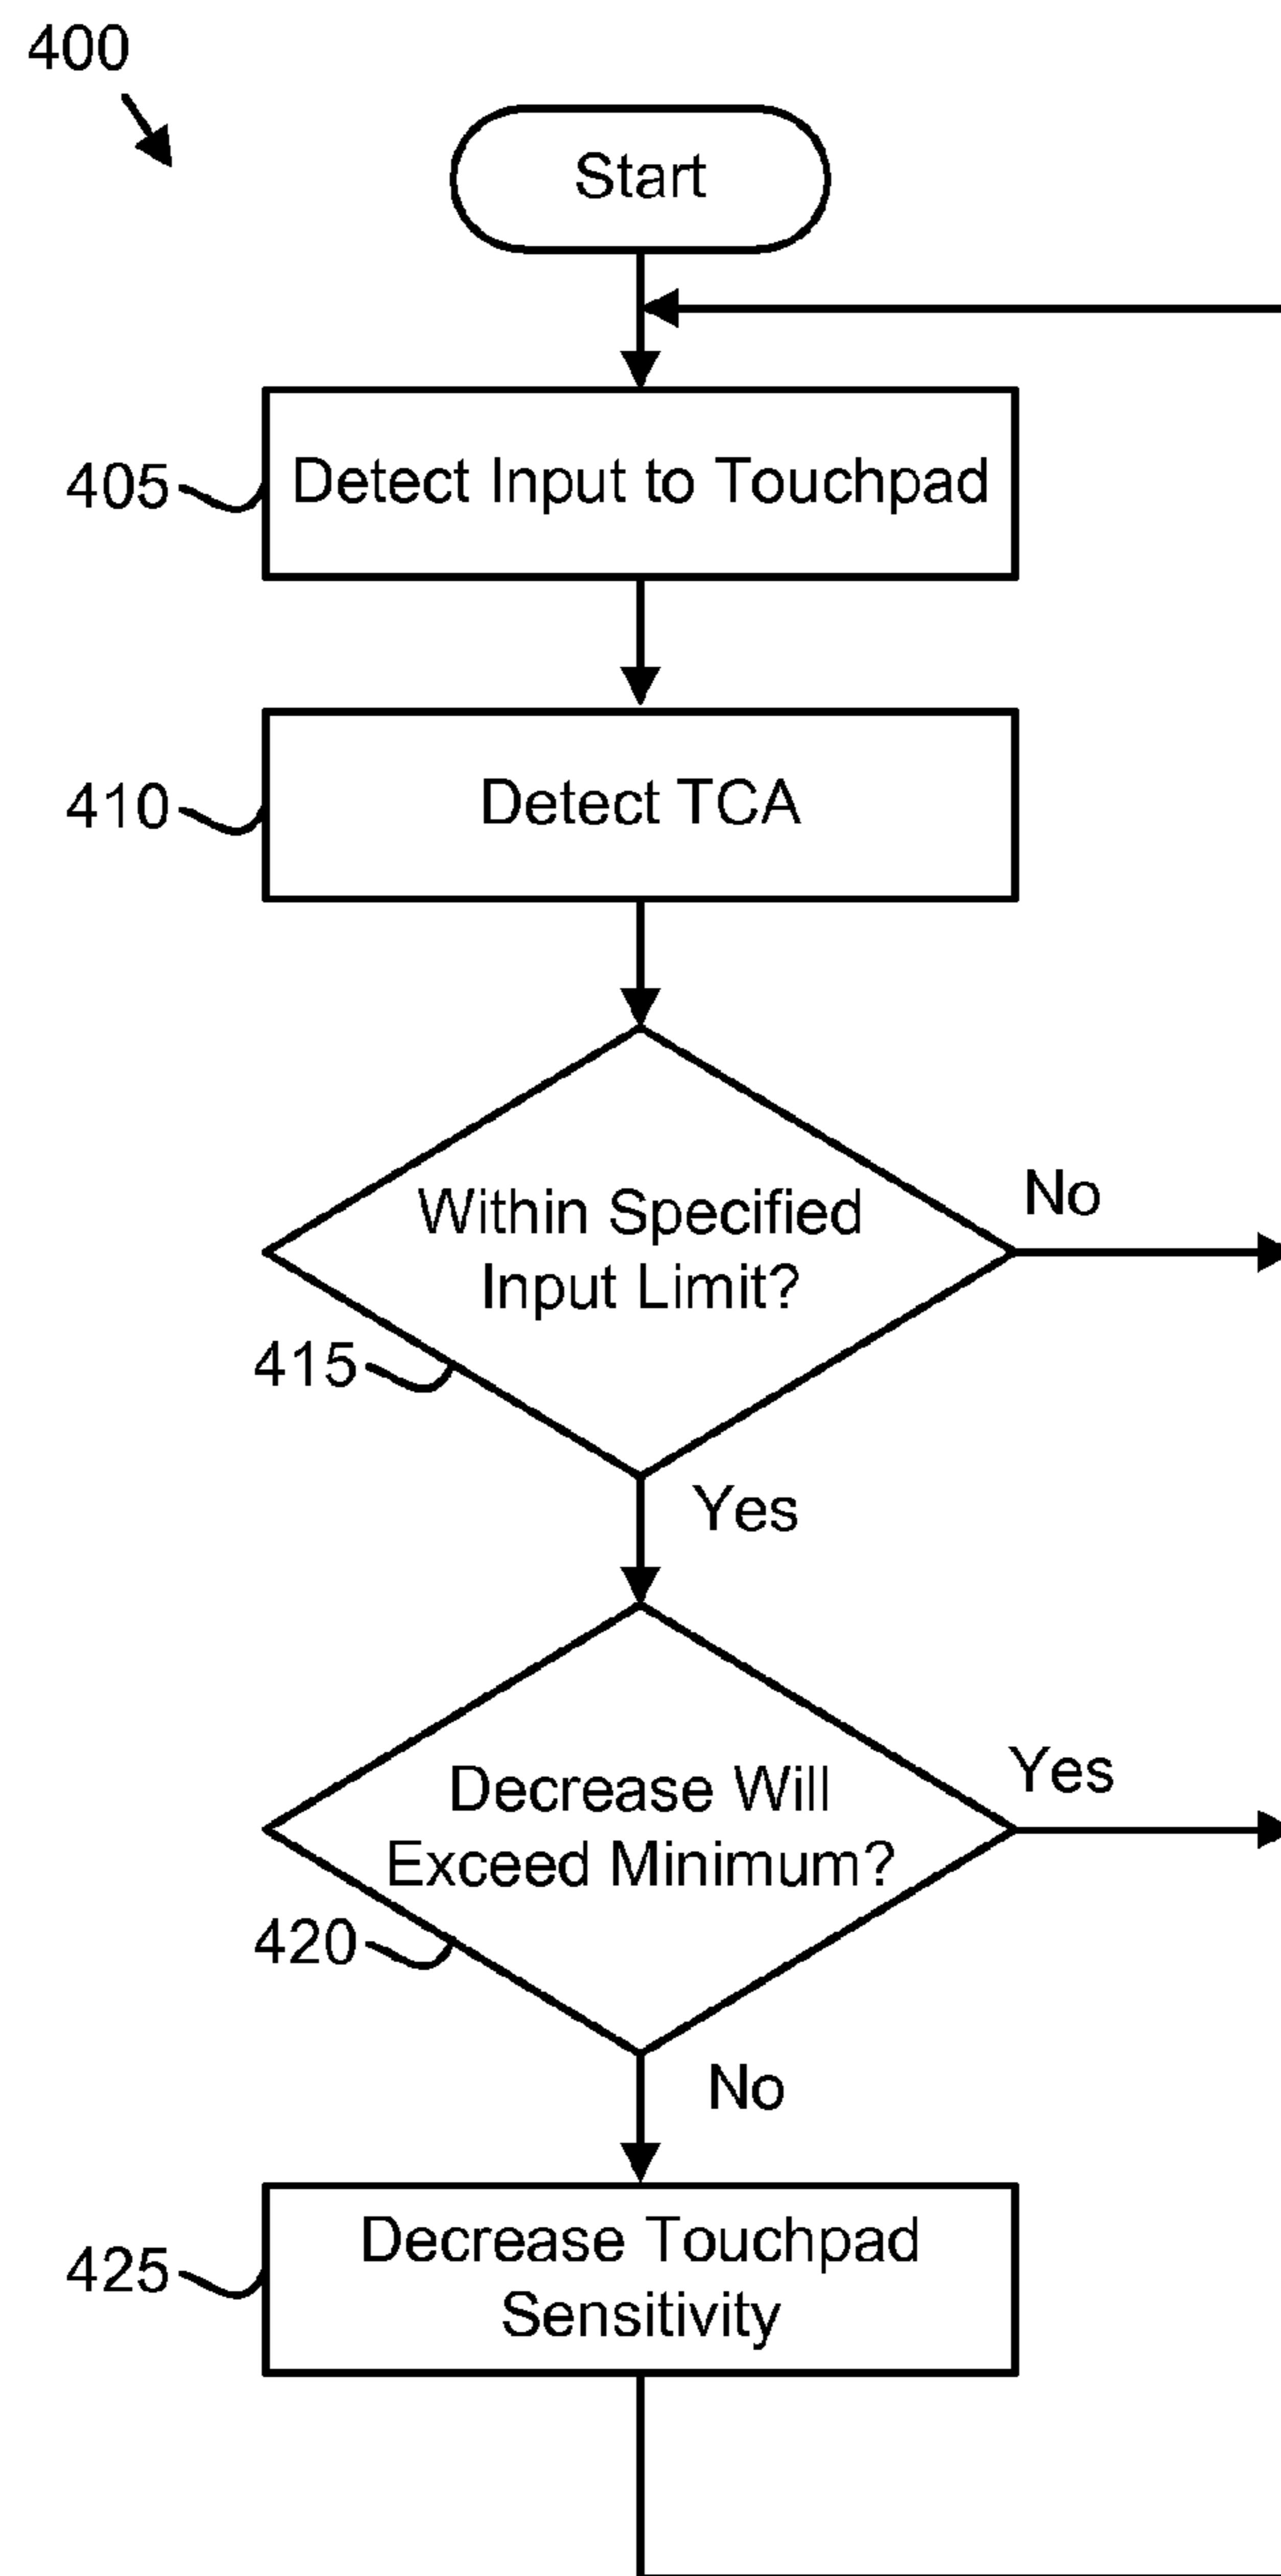 400
Start
405
Detect Input to Touchpad
410
Detect TCA
Within Specified
Input Limit?
No
415
Yes
Decrease Will
Exceed Minimum?
Yes
420
No
425
Decrease Touchpad
Sensitivity